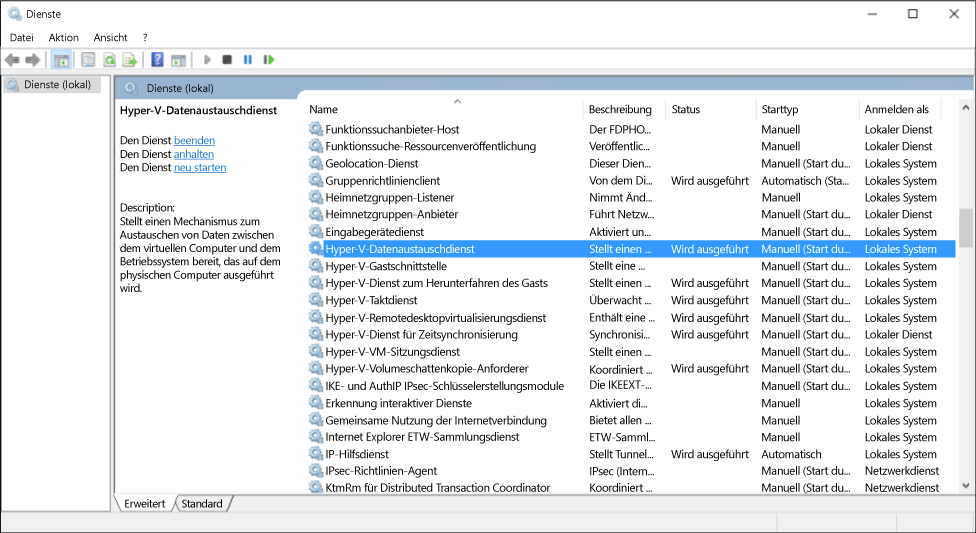 Dienste
Datei Aktion Ansicht ?
Dienste (lokal)
Dienste (lokal)
Hyper-V-Datenaustauschdienst
Den Dienst beenden
Den Dienst anhalten
Den Dienst neu starten
Description:
Stellt einen Mechanismus zum
Austauschen von Daten zwischen
dem virtuellen Computer und dem
Betriebssystem bereit, das auf dem
physischen Computer ausgeführt
wird.
Name Beschreibung Status Starttyp Anmelden als
Funktionssuchanbieter-Host Der FDPHO... Manuell Lokaler Dienst
Funktionssuche-Ressourcenveröffentlichung Veröffentlic... Manuell Lokaler Dienst
Geolocation-Dienst Dieser Dien... Manuell (Start du... Lokales System
Gruppenrichtlinienclient Von dem Di... Wird ausgeführt Automatisch (Sta... Lokales System
Heimnetzgruppen-Listener Nimmt Änd... Manuell Lokales System
Heimnetzgruppen-Anbieter Führt Netzw... Manuell (Start du... Lokaler Dienst
Eingabegerätedienst Aktiviert un... Manuell (Start du... Lokales System
Hyper-V-Datenaustauschdienst Stellt einen ... Wird ausgeführt Manuell (Start du... Lokales System
Hyper-V-Gastschnittstelle Stellt eine ... Manuell (Start du... Lokales System
Hyper-V-Dienst zum Herunterfahren des Gasts Stellt einen ... Wird ausgeführt Manuell (Start du... Lokales System
Hyper-V-Taktdienst Überwacht ... Wird ausgeführt Manuell (Start du... Lokales System
Hyper-V-Remotedesktopvirtualisierungsdienst Enthält eine ... Wird ausgeführt Manuell (Start du... Lokales System
Hyper-V-Dienst für Zeitsynchronisierung Synchronisi... Wird ausgeführt Manuell (Start du... Lokaler Dienst
Hyper-V-VM-Sitzungsdienst Stellt einen ... Manuell (Start du... Lokales System
Hyper-V-Volumeschattenkopie-Anforderer Koordiniert ... Wird ausgeführt Manuell (Start du... Lokales System
IKE- und AuthIP IPsec-Schlüsselerstellungsmodule Die IKEEXT-... Manuell (Start du... Lokales System
Erkennung interaktiver Dienste Aktiviert di... Manuell Lokales System
Gemeinsame Nutzung der Internetverbindung Bietet allen ... Manuell Lokales System
Internet Explorer ETW-Sammlungsdienst ETW-Samml... Manuell Lokales System
IP-Hilfsdienst Stellt Tunnel... Wird ausgeführt Automatisch Lokales System
IPsec-Richtlinien-Agent IPsec (Intern... Manuell (Start du... Netzwerkdienst
KtmRm für Distributed Transaction Coordinator Koordiniert ... Manuell (Start du... Netzwerkdienst
Erweitert Standard